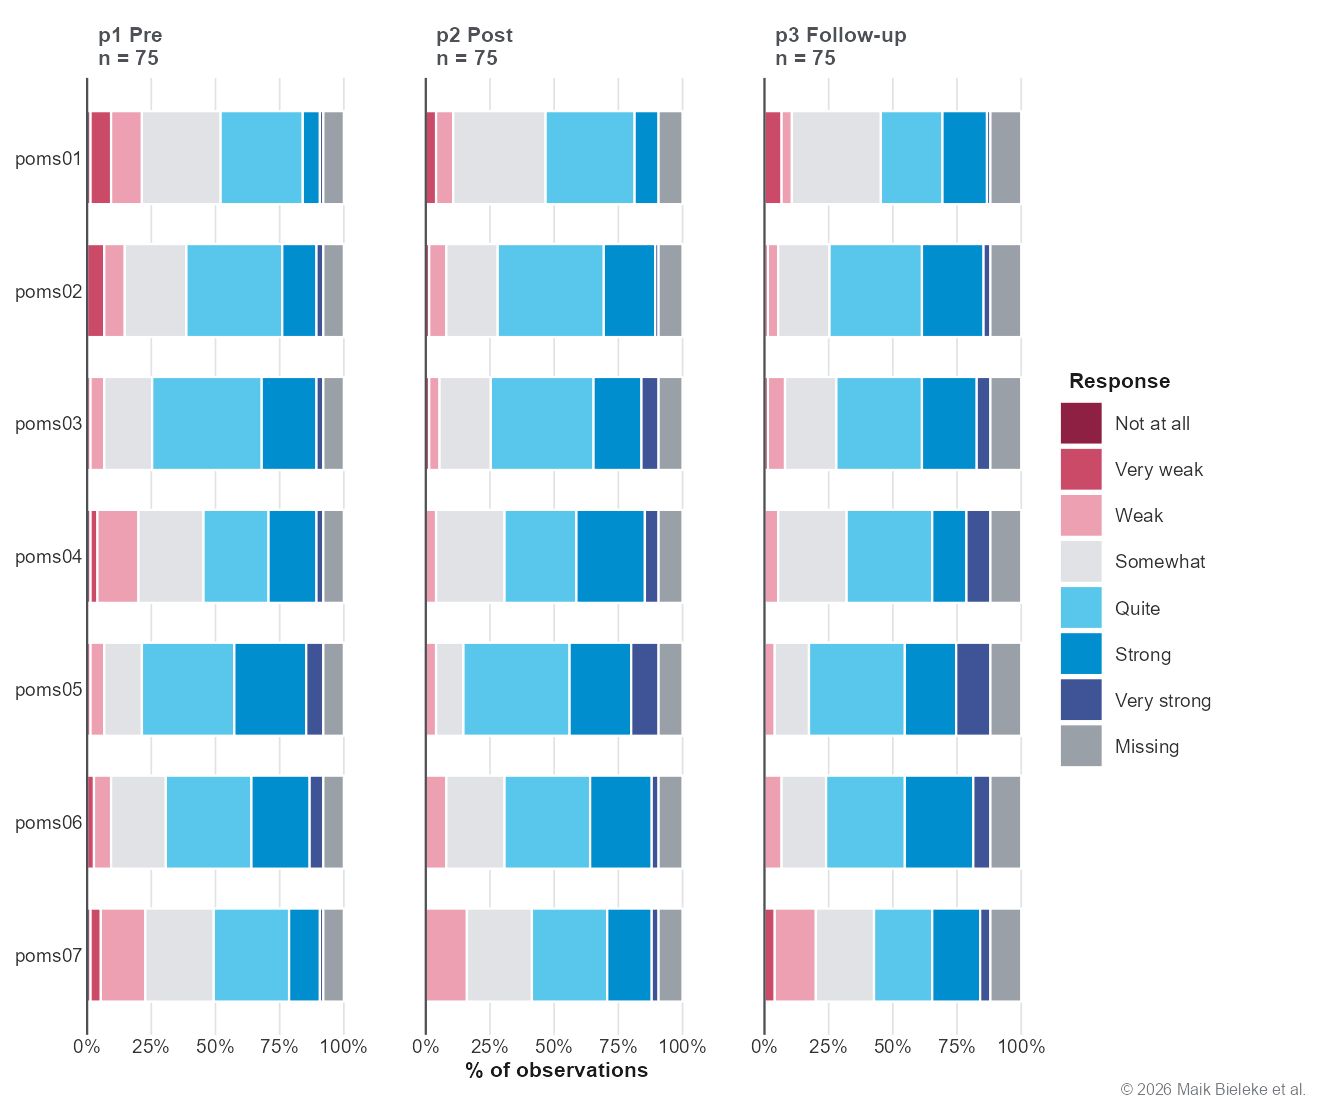 p1 Pre
n = 75
p2 Post
n = 75
p3 Follow-up
n = 75
poms01
poms02
poms03
poms04
poms05
poms06
poms07
0% 25% 50% 75% 100%
0% 25% 50% 75% 100%
0% 25% 50% 75% 100%
% of observations
Response
Not at all
Very weak
Weak
Somewhat
Quite
Strong
Very strong
Missing
© 2026 Maik Bieleke et al.